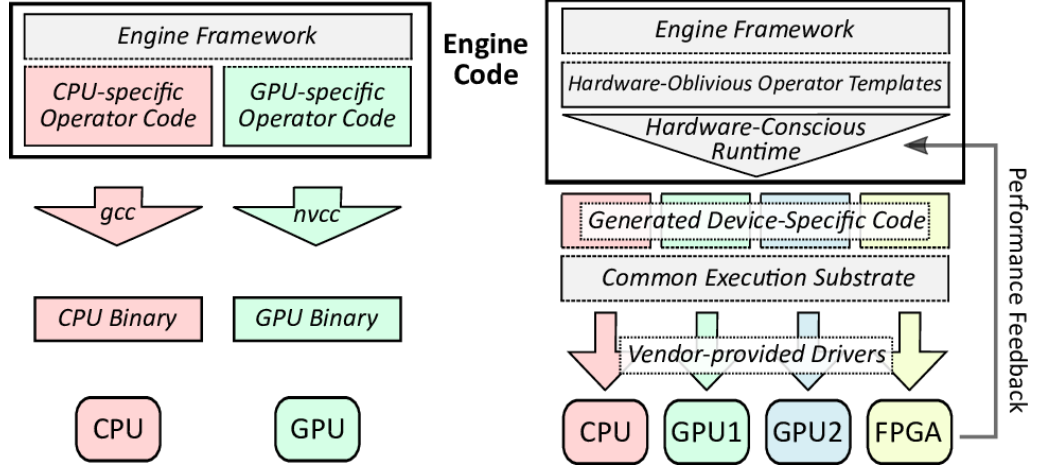 Engine Framework
CPU-specific
Operator Code
GPU-specific
Operator Code
gcc
nvcc
CPU Binary
GPU Binary
CPU
GPU
Engine
Code
Engine Framework
Hardware-Oblivious Operator Templates
Hardware-Conscious
Runtime
Generated Device-Specific Code
Common Execution Substrate
Vendor-provided Drivers
CPU
GPU1
GPU2
FPGA
Performance Feedback